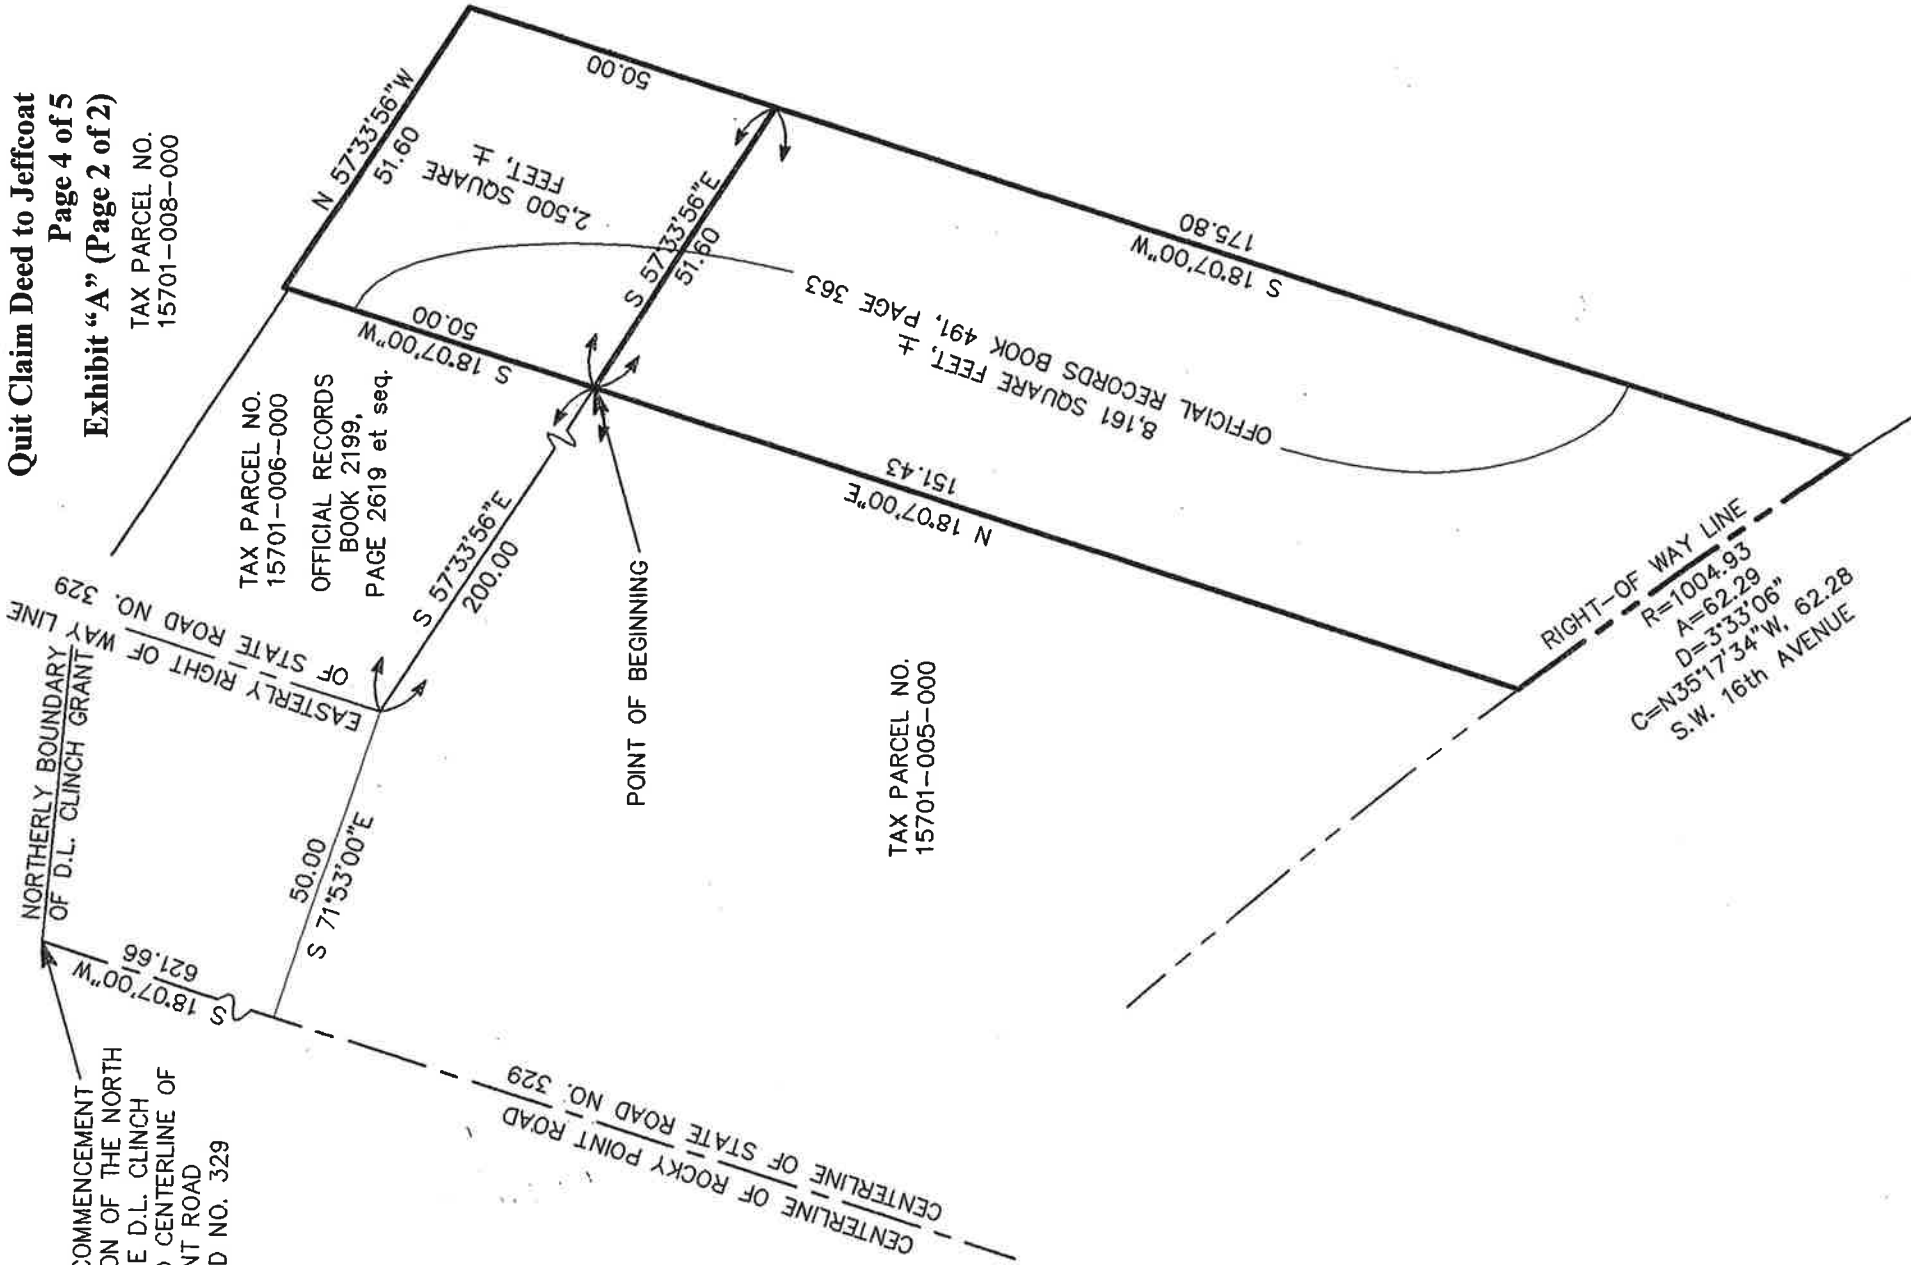 Quit Claim Deed to Jeffcoat
Page 4 of 5
Exhibit “A” (Page 2 of 2)
TAX PARCEL NO.
15701-008-000
N 57°33'56"W
51.60
50.00
2,500 SQUARE
FEET, ±
S 57°33'56"E
51.60
S 18°07'00"W
50.00
TAX PARCEL NO.
15701-006-000
OFFICIAL RECORDS
BOOK 2199,
PAGE 2619 et seq.
S 57°33'56"E
200.00
EASTERLY RIGHT OF WAY LINE
OF STATE ROAD NO. 329
NORTHERLY BOUNDARY
OF D.L. CLINCH GRANT
50.00
S 71°53'00"E
S 18°07'00"W
621.66
COMMENCEMENT
ON OF THE NORTH
E D.L. CLINCH
CENTERLINE OF
NT ROAD
D NO. 329
POINT OF BEGINNING
8,161 SQUARE FEET, ±
OFFICIAL RECORDS BOOK 491, PAGE 363
S 18°07'00"W
175.80
N 18°07'00"E
151.43
TAX PARCEL NO.
15701-005-000
CENTERLINE OF ROCKY POINT ROAD
CENTERLINE OF STATE ROAD NO. 329
RIGHT-OF WAY LINE
R=1004.93
A=62.29
D=3°33'06"
C=N35°17'34"W, 62.28
S.W. 16th AVENUE